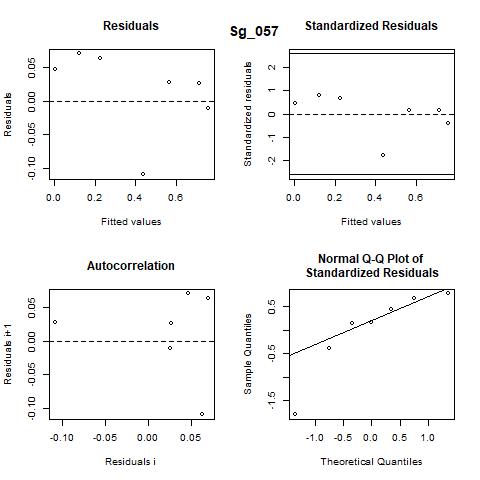 Sg_057
Residuals
Residuals
0.05
0.00
-0.05
-0.10
0.0 0.2 0.4 0.6
Fitted values
Standardized Residuals
Standardized residuals
2
1
0
-1
-2
0.0 0.2 0.4 0.6
Fitted values
Autocorrelation
Residuals i+1
0.05
0.00
-0.05
-0.10
-0.10 0.00 0.05
Residuals i
Normal Q-Q Plot of
Standardized Residuals
Sample Quantiles
0.5
-0.5
-1.5
-1.0 0.0 0.5 1.0
Theoretical Quantiles